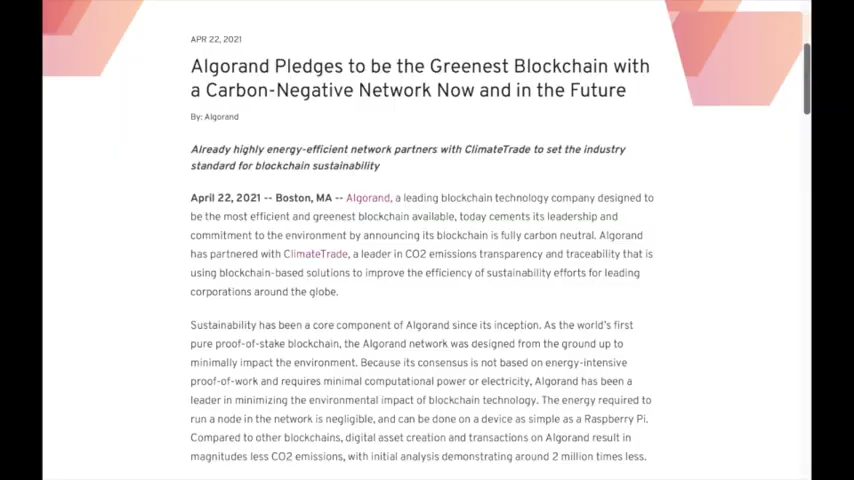 APR 22, 2021
Algorand Pledges to be the Greenest Blockchain with
a Carbon-Negative Network Now and in the Future
By: Algorand
Already highly energy-efficient network partners with ClimateTrade to set the industry
standard for blockchain sustainability
April 22, 2021 -- Boston, MA -- Algorand, a leading blockchain technology company designed to
be the most efficient and greenest blockchain available, today cements its leadership and
commitment to the environment by announcing its blockchain is fully carbon neutral. Algorand
has partnered with ClimateTrade, a leader in CO2 emissions transparency and traceability that is
using blockchain-based solutions to improve the efficiency of sustainability efforts for leading
corporations around the globe.
Sustainability has been a core component of Algorand since its inception. As the world's first
pure proof-of-stake blockchain, the Algorand network was designed from the ground up to
minimally impact the environment. Because its consensus is not based on energy-intensive
proof-of-work and requires minimal computational power or electricity, Algorand has been a
leader in minimizing the environmental impact of blockchain technology. The energy required to
run a node in the network is negligible, and can be done on a device as simple as a Raspberry Pi.
Compared to other blockchains, digital asset creation and transactions on Algorand result in
magnitudes less CO2 emissions, with initial analysis demonstrating around 2 million times less.